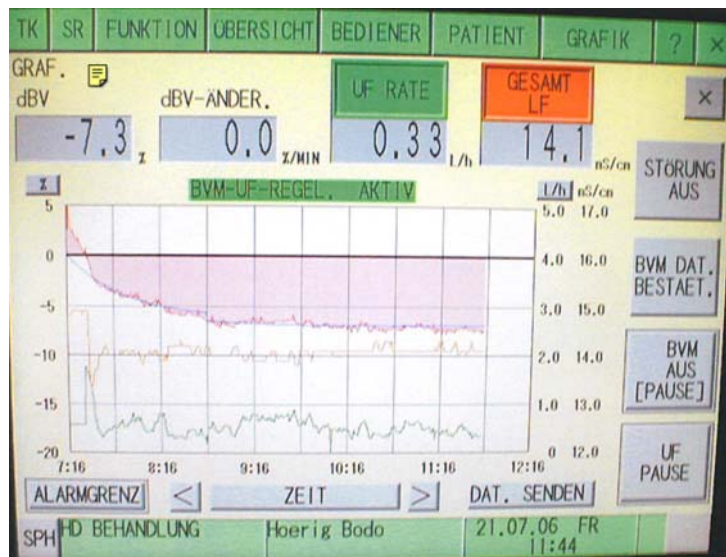 TK SR FUNKTION ÜBERSICHT BEDIENER PATIENT GRAFIK ? ×
GRAF.
dBV
dBV-ÄNDER.
UF RATE
GESAMT
LF
×
-7.3 %
0.0 %/MIN
0.33 L/h
14.1 mS/cm
STÖRUNG
AUS
%
BVM-UF-REGEL. AKTIV
L/h mS/cm
5
5.0 17.0
0
4.0 16.0
BVM DAT.
BESTAET.
-5
3.0 15.0
-10
2.0 14.0
BVM
AUS
[PAUSE]
-15
1.0 13.0
-20
0 12.0
7:16 8:16 9:16 10:16 11:16 12:16
UF
PAUSE
ALARMGRENZ < ZEIT > DAT. SENDEN
SPH HD BEHANDLUNG Hoerig Bodo 21.07.06 FR
11:44